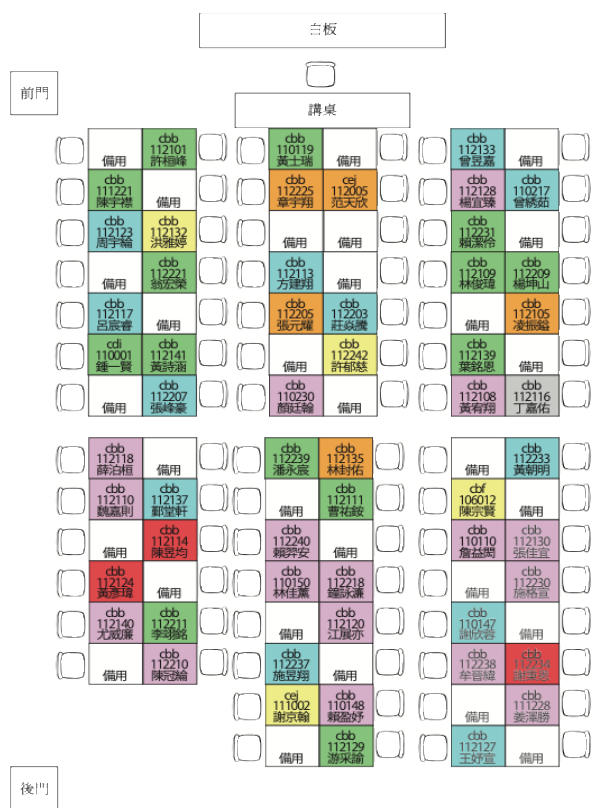 白板
前門
講桌
備用
cbb
112101
許桓峰
cbb
110119
黃士瑞
備用
cbb
112133
曾昱嘉
備用
cbb
111221
陳宇襟
備用
cbb
112225
章宇翔
cej
112005
范天欣
cbb
112128
楊宜臻
cbb
110217
曾綉茹
cbb
112123
周宇綸
cbb
112132
洪雅婷
備用
備用
cbb
112231
賴潔伶
備用
備用
cbb
112221
翁宏榮
cbb
112113
方建翔
備用
cbb
112109
林俊瑋
cbb
112209
楊坤山
cbb
112117
呂宸睿
備用
cbb
112205
張元耀
cbb
112203
莊焱騰
備用
cbb
112105
凌振鎰
cdi
110001
鍾一賢
cbb
112141
黃詩涵
備用
cbb
112242
許郁慈
cbb
112139
葉銘恩
備用
備用
cbb
112207
張峰豪
cbb
110230
顏廷翰
備用
cbb
112108
黃宥翔
cbb
112116
丁嘉佑
cbb
112118
薛泊桓
備用
cbb
112239
潘永宸
cbb
112135
林封佑
備用
cbb
112233
黃朝明
cbb
112110
魏嘉則
cbb
112137
鄞堂軒
備用
cbb
112111
曹祐銨
cbf
106012
陳宗賢
備用
備用
cbb
112114
陳昱均
cbb
112240
賴羿安
備用
cbb
110110
詹益閎
cbb
112130
張佳宜
cbb
112124
黃彥瑋
備用
cbb
110150
林佳薰
cbb
112218
鐘詠濂
備用
cbb
112230
施格宣
cbb
112140
尤威廉
cbb
112211
李翊銘
備用
cbb
112120
江展亦
cbb
110147
謝欣蓉
備用
備用
cbb
112210
陳冠綸
cbb
112237
施昱翔
備用
cbb
112238
牟晉緯
cbb
112234
cej
111002
謝京翰
cbb
110148
賴盈妤
備用
cbb
111228
姜澤勝
備用
cbb
112129
游采諭
cbb
112127
王妤宣
備用
後門